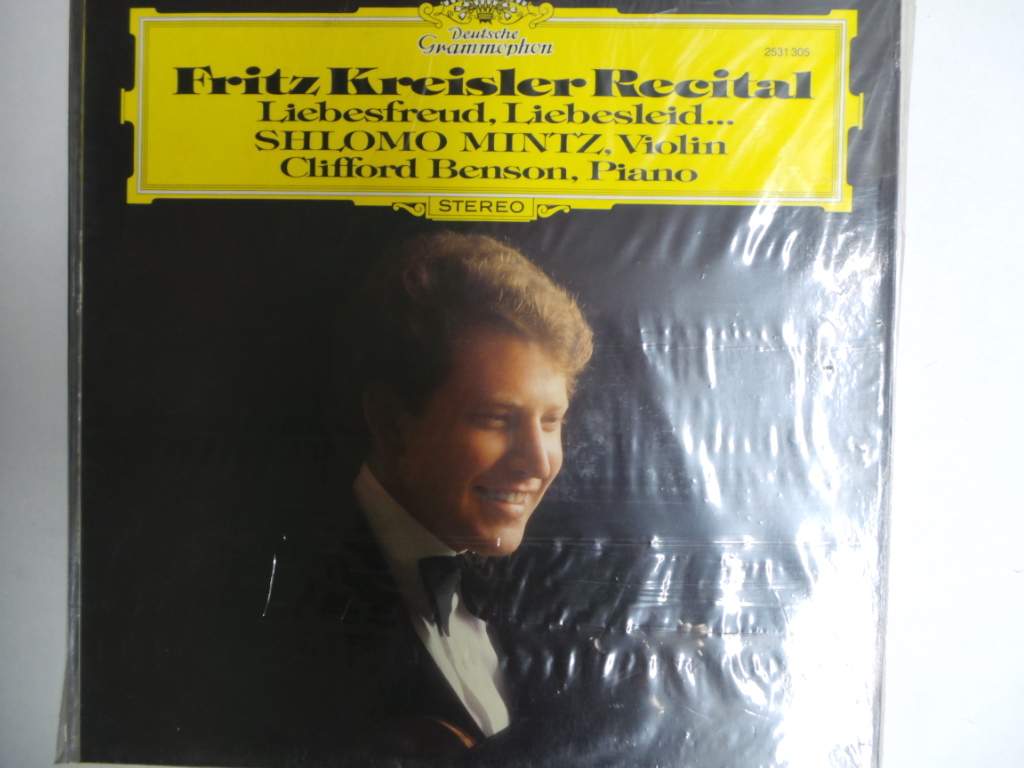 Deutsche
Grammophon
2531 305
Fritz Kreisler Recital
Liebesfreud, Liebesleid...
SHLOMO MINTZ, Violin
Clifford Benson, Piano
STEREO